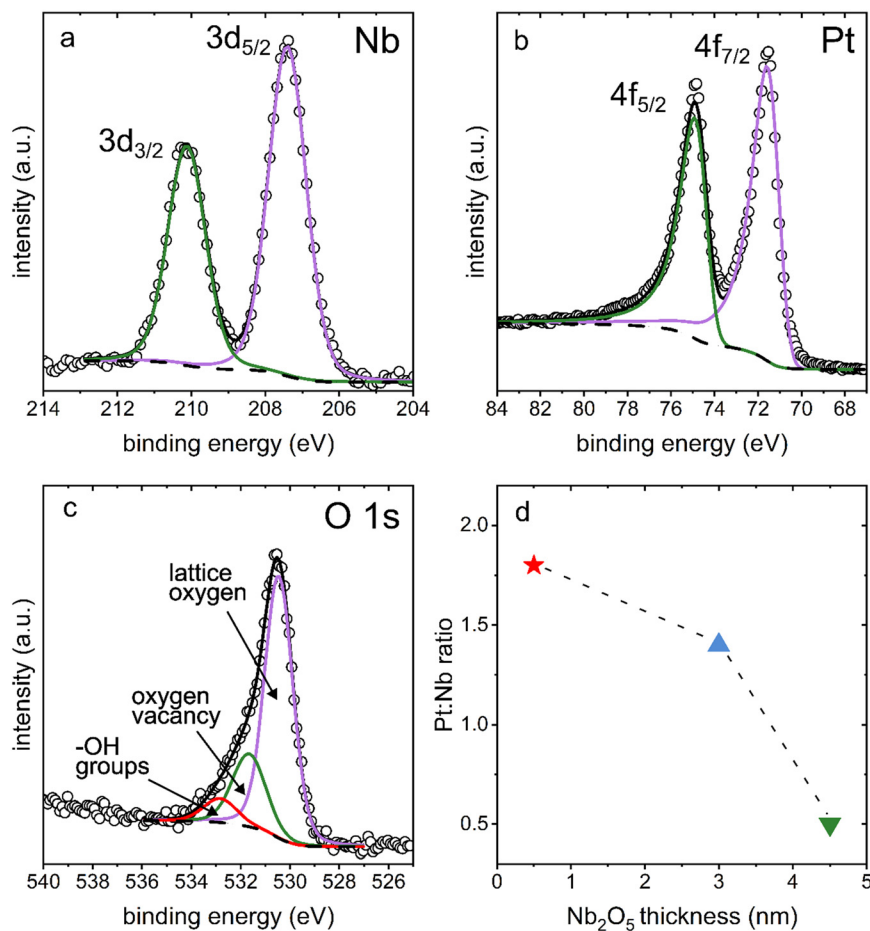 a
Nb
3d5/2
3d3/2
intensity (a.u.)
214 212 210 208 206 204
binding energy (eV)
b
Pt
4f7/2
4f5/2
intensity (a.u.)
84 82 80 78 76 74 72 70 68
binding energy (eV)
c
O 1s
lattice
oxygen
oxygen
vacancy
-OH
groups
intensity (a.u.)
540 538 536 534 532 530 528 526
binding energy (eV)
d
2.0
1.5
1.0
0.5
Pt:Nb ratio
0 1 2 3 4 5
Nb2O5 thickness (nm)